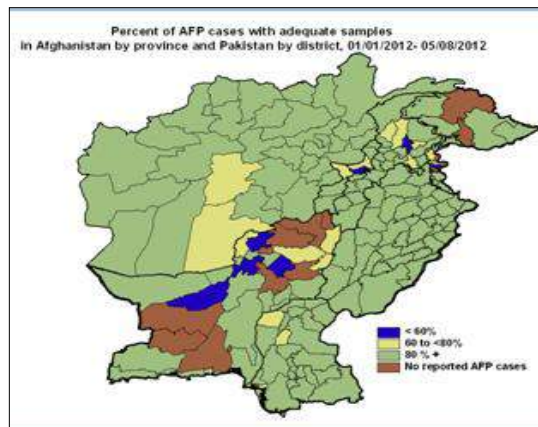 Percent of AFP cases with adequate samples
in Afghanistan by province and Pakistan by district, 01/01/2012- 05/08/2012
< 60%
60 to <80%
80 % +
No reported AFP cases